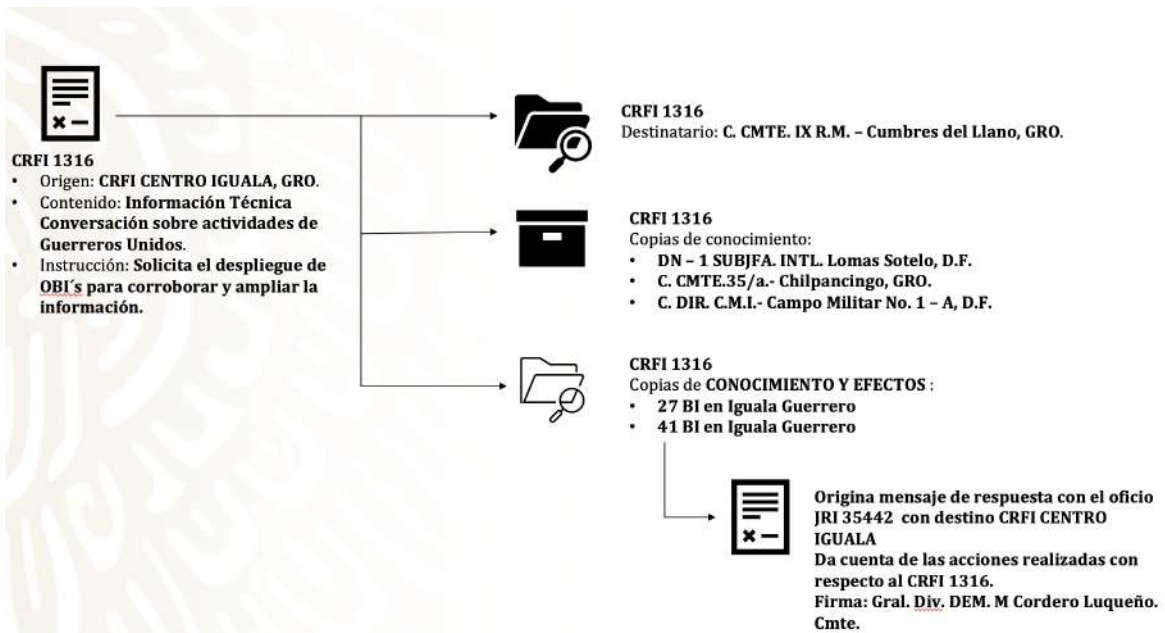 CRFI 1316
• Origen: CRFI CENTRO IGUALA, GRO.
• Contenido: Información Técnica
Conversación sobre actividades de
Guerreros Unidos.
• Instrucción: Solicita el despliegue de
OBI´s para corroborar y ampliar la
información.
CRFI 1316
Destinatario: C. CMTE. IX R.M. – Cumbres del Llano, GRO.
CRFI 1316
Copias de conocimiento:
• DN – 1 SUBJFA. INTL. Lomas Sotelo, D.F.
• C. CMTE.35/a.- Chilpancingo, GRO.
• C. DIR. C.M.I.- Campo Militar No. 1 – A, D.F.
CRFI 1316
Copias de CONOCIMIENTO Y EFECTOS :
• 27 BI en Iguala Guerrero
• 41 BI en Iguala Guerrero
Origina mensaje de respuesta con el oficio
JRI 35442 con destino CRFI CENTRO
IGUALA
Da cuenta de las acciones realizadas con
respecto al CRFI 1316.
Firma: Gral. Div. DEM. M Cordero Luqueño.
Cmte.